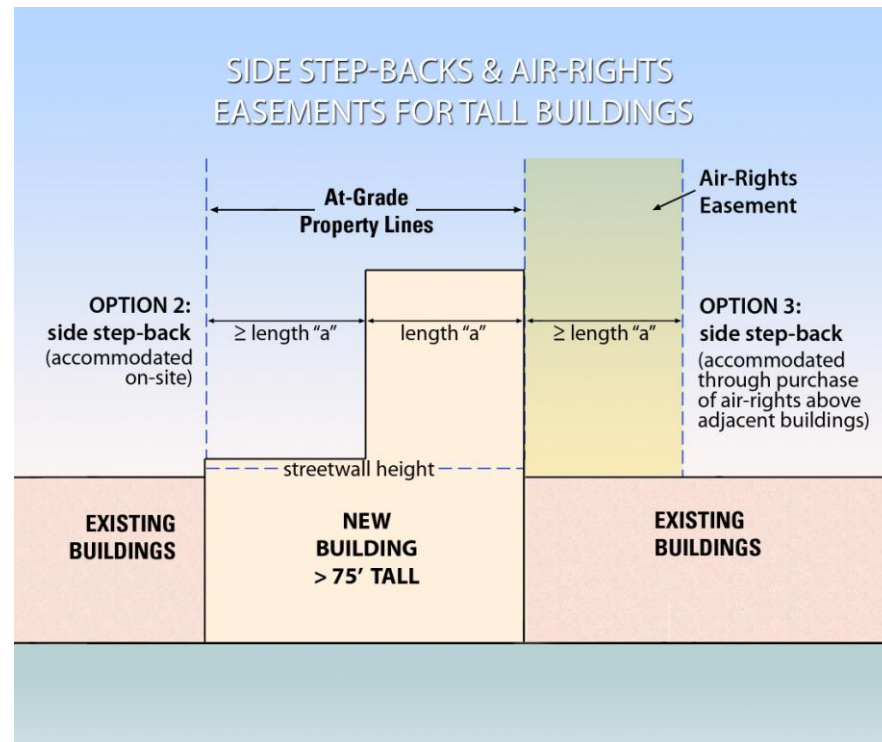 SIDE STEP-BACKS & AIR-RIGHTS
EASEMENTS FOR TALL BUILDINGS
At-Grade
Property Lines
Air-Rights
Easement
OPTION 2:
side step-back
(accommodated
on-site)
≥ length “a”
length “a”
≥ length “a”
OPTION 3:
side step-back
(accommodated
through purchase
of air-rights above
adjacent buildings)
streetwall height
EXISTING
BUILDINGS
NEW
BUILDING
> 75’ TALL
EXISTING
BUILDINGS